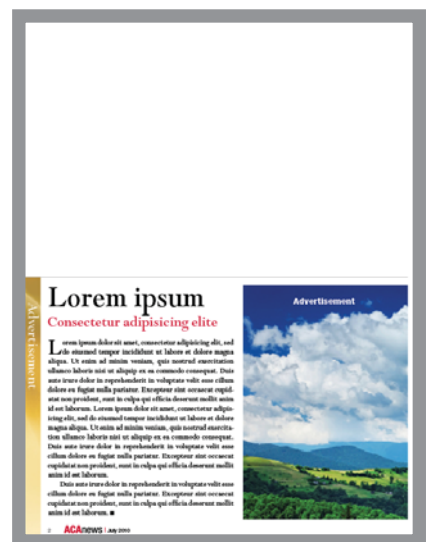 Advertisement
Lorem ipsum
Consectetur adipisicing elite
Lorem ipsum dolor sit amet, consectetur adipisicing elit, sed
do eiusmod tempor incididunt ut labore et dolore magna
aliqua. Ut enim ad minim veniam, quis nostrud exercitation
ullamco laboris nisi ut aliquip ex ea commodo consequat. Duis
aute irure dolor in reprehenderit in voluptate velit esse cillum
dolore eu fugiat nulla pariatur. Excepteur sint occaecat cupid-
atat non proident, sunt in culpa qui officia deserunt mollit anim
id est laborum. Lorem ipsum dolor sit amet, consectetur adipis-
icing elit, sed do eiusmod tempor incididunt ut labore et dolore
magna aliqua. Ut enim ad minim veniam, quis nostrud exercita-
tion ullamco laboris nisi ut aliquip ex ea commodo consequat.
Duis aute irure dolor in reprehenderit in voluptate velit esse
cillum dolore eu fugiat nulla pariatur. Excepteur sint occaecat
cupidatat non proident, sunt in culpa qui officia deserunt mollit
anim id est laborum.
Duis aute irure dolor in reprehenderit in voluptate velit esse
cillum dolore eu fugiat nulla pariatur. Excepteur sint occaecat
cupidatat non proident, sunt in culpa qui officia deserunt mollit
anim id est laborum. ■
Advertisement
2 ACAnews | July 2010